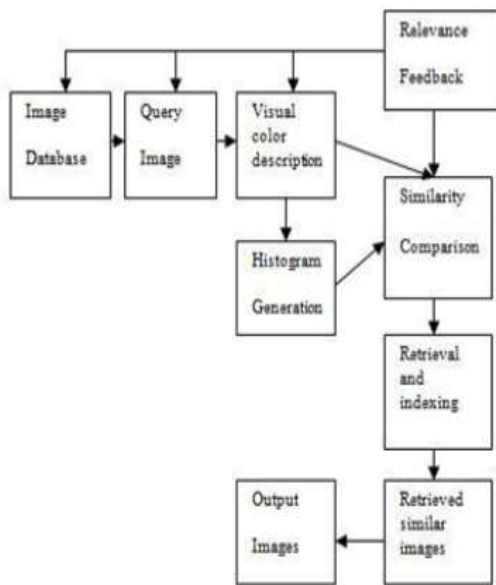 Relevance
Feedback
Image
Database
Query
Image
Visual
color
description
Similarity
Comparison
Histogram
Generation
Retrieval
and
indexing
Output
Images
Retrieved
similar
images